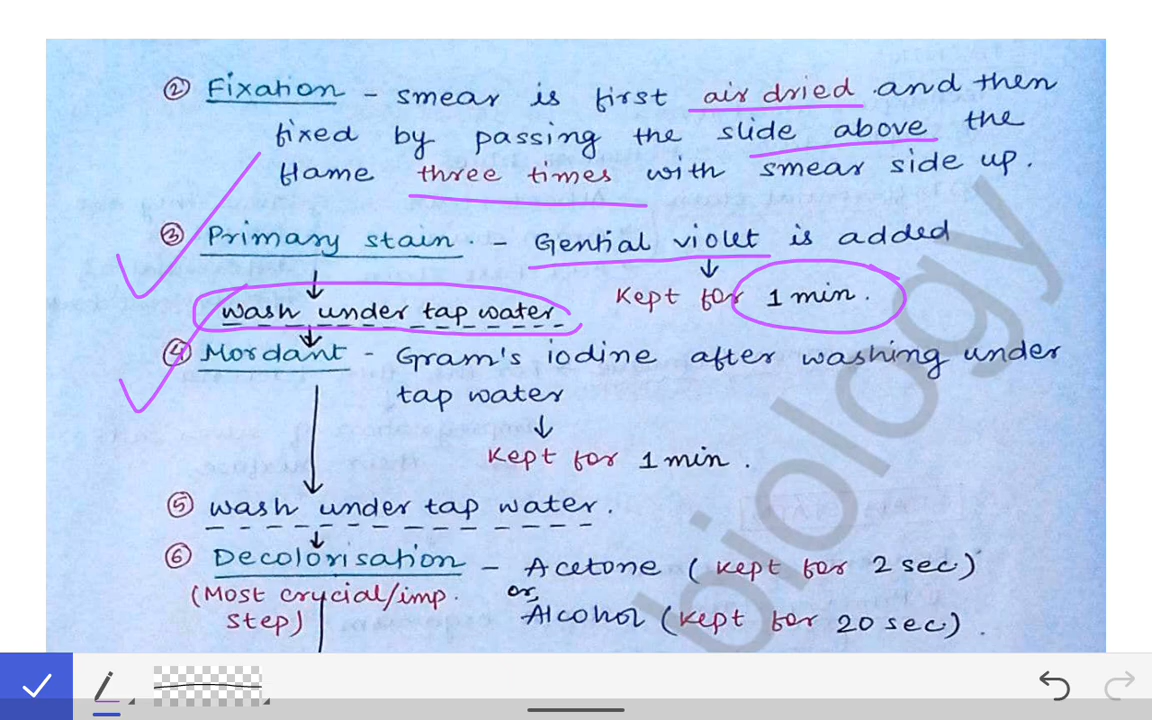 ② Fixation - smear is first air dried and then
fixed by passing the slide above the
flame three times with smear side up.
③ Primary stain. - Gential violet is added
↓ ↓
Kept for 1 min.
wash under tap water
↓
④ Mordant - Gram's iodine after washing under
tap water
↓
Kept for 1 min.
⑤ wash under tap water.
↓
⑥ Decolorisation - Acetone (kept for 2 sec)
(Most crucial/imp. or,
step) Alcohol (kept for 20 sec).
biology